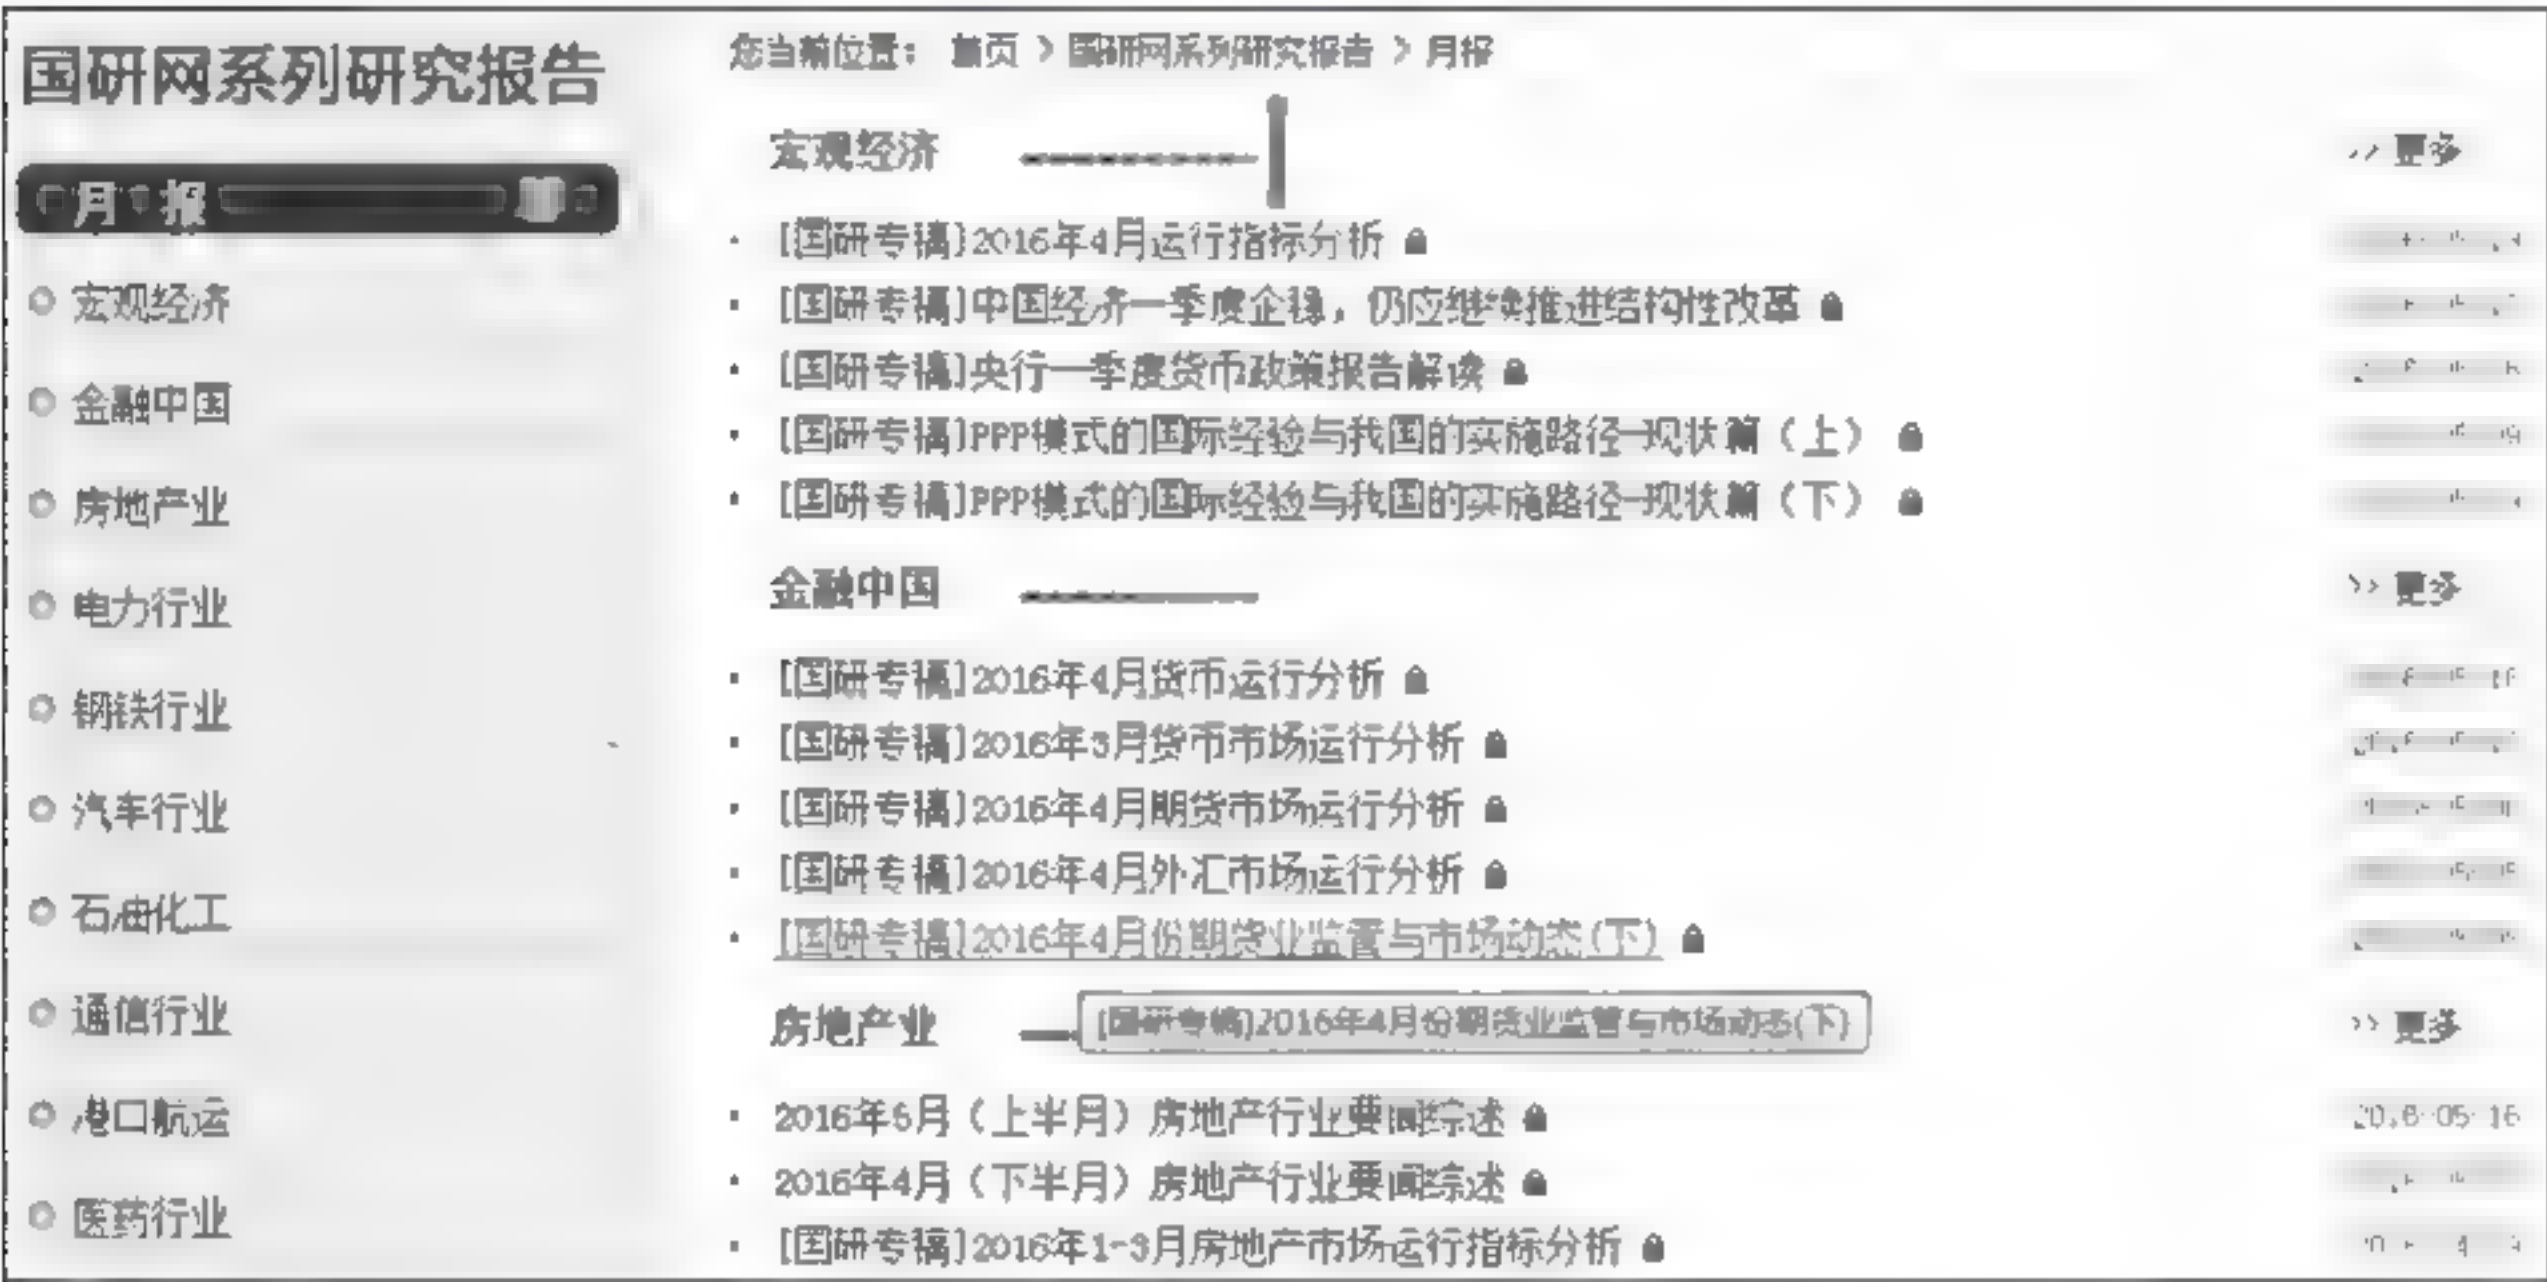 国研网系列研究报告
月 报
宏观经济
金融中国
房地产业
电力行业
钢铁行业
汽车行业
石油化工
通信行业
港口航运
医药行业
您当前位置： 首页 > 国研网系列研究报告 > 月报
宏观经济 >> 更多
[国研专稿]2016年4月运行指标分析
[国研专稿]中国经济一季度企稳，仍应继续推进结构性改革
[国研专稿]央行一季度货币政策报告解读
[国研专稿]PPP模式的国际经验与我国的实施路径-现状篇（上）
[国研专稿]PPP模式的国际经验与我国的实施路径-现状篇（下）
金融中国 >> 更多
[国研专稿]2016年4月货币运行分析
[国研专稿]2016年3月货币市场运行分析
[国研专稿]2016年4月期货市场运行分析
[国研专稿]2016年4月外汇市场运行分析
[国研专稿]2016年4月份期货业监管与市场动态(下)
房地产业 [国研专稿]2016年4月份期货业监管与市场动态(下) >> 更多
2016年5月（上半月）房地产行业要闻综述 2016-05-16
2016年4月（下半月）房地产行业要闻综述
[国研专稿]2016年1-3月房地产市场运行指标分析